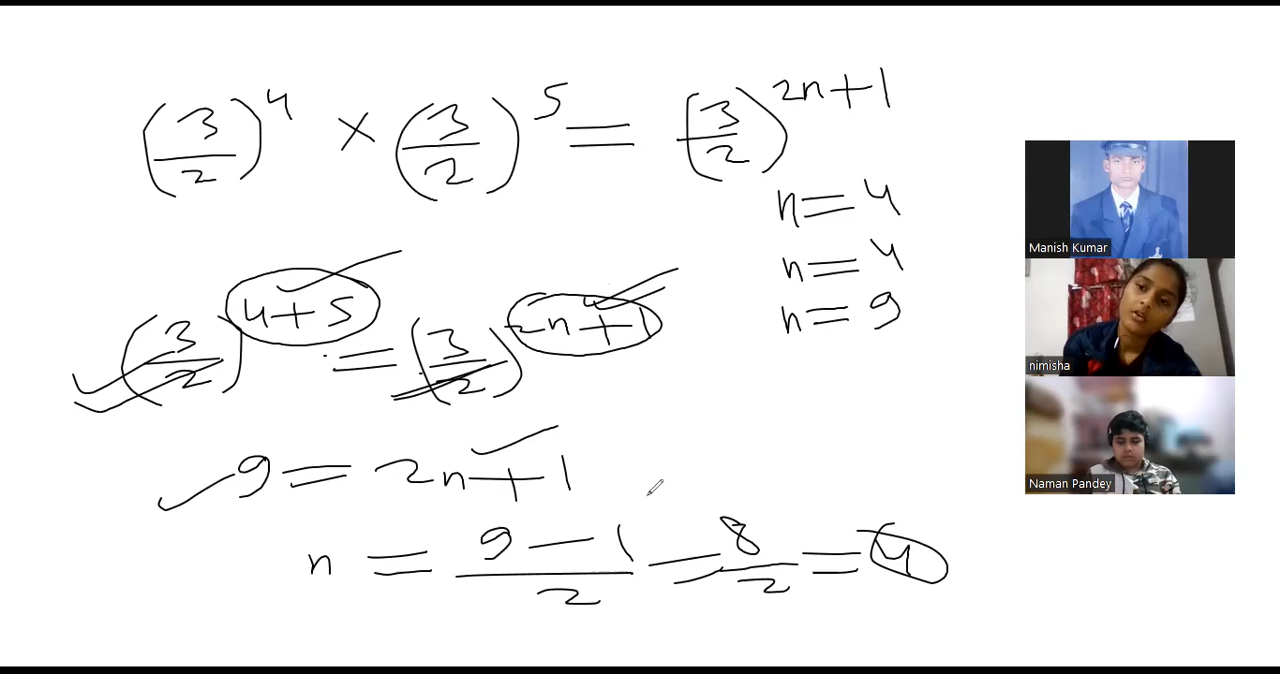 (3/2)^4 × (3/2)^5 = (3/2)^{2n+1}
n = 4
n = 4
n = 9
(3/2)^{4+5} = (3/2)^{2n+1}
9 = 2n+1
n = (9-1)/2 = 8/2 = 4
Manish Kumar
nimisha
Naman Pandey